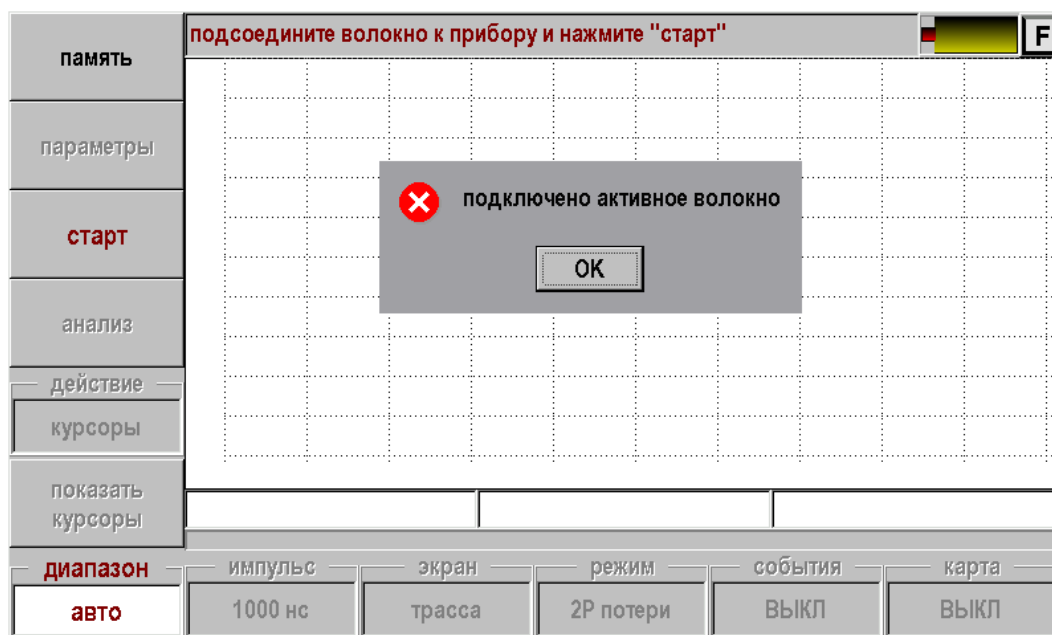 память
подсоедините волокно к прибору и нажмите "старт"
F
параметры
подключено активное волокно
OK
старт
анализ
действие
курсоры
показать
курсоры
диапазон
авто
импульс
1000 нс
экран
трасса
режим
2Р потери
события
ВЫКЛ
карта
ВЫКЛ